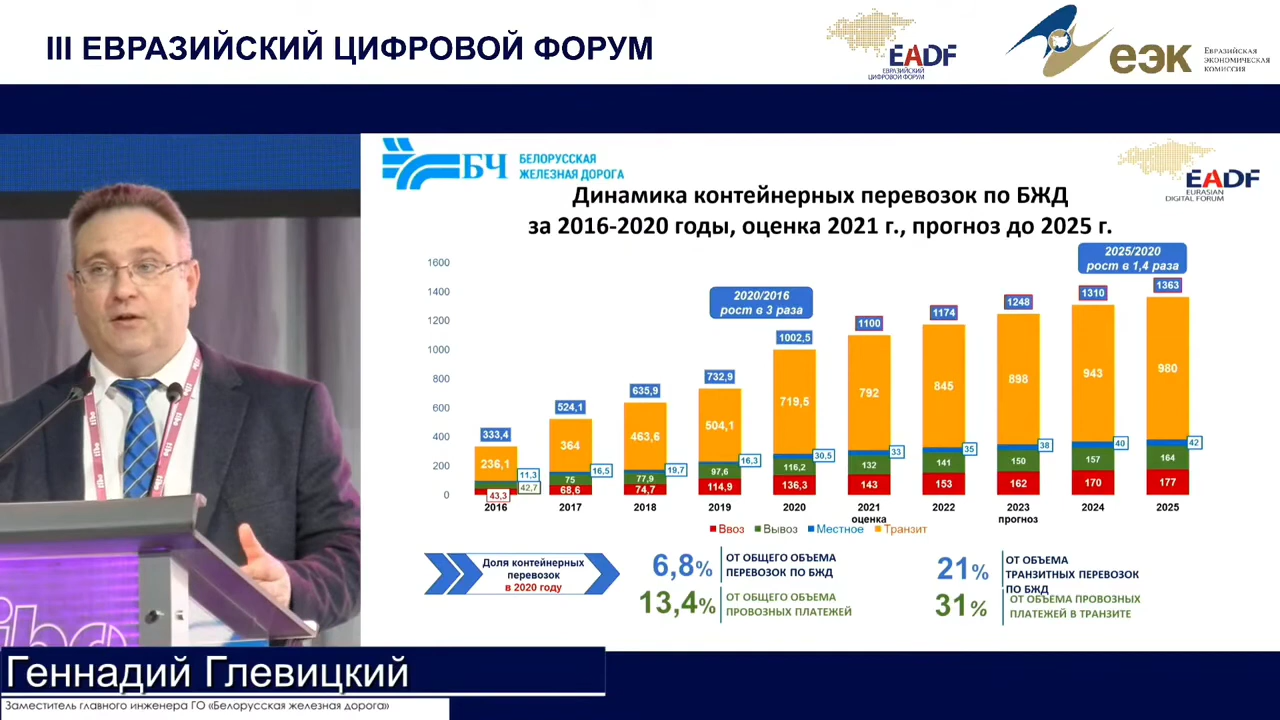 III ЕВРАЗИЙСКИЙ ЦИФРОВОЙ ФОРУМ
EADF
ЕВРАЗИЙСКИЙ
ЦИФРОВОЙ ФОРУМ
еэк
ЕВРАЗИЙСКАЯ
ЭКОНОМИЧЕСКАЯ
КОМИССИЯ
БЧ
БЕЛОРУССКАЯ
ЖЕЛЕЗНАЯ ДОРОГА
EADF
EURASIAN
DIGITAL FORUM
Динамика контейнерных перевозок по БЖД
за 2016-2020 годы, оценка 2021 г., прогноз до 2025 г.
2025/2020
рост в 1,4 раза
2020/2016
рост в 3 раза
1600
1400
1200
1000
800
600
400
200
0
333,4
524,1
635,9
732,9
1002,5
1100
1174
1248
1310
1363
236,1
364
463,6
504,1
719,5
792
845
898
943
980
11,3
16,5
19,7
16,3
30,5
33
35
38
40
42
42,7
75
77,9
97,6
116,2
132
141
150
157
164
43,3
68,6
74,7
114,9
136,3
143
153
162
170
177
2016 2017 2018 2019 2020 2021 2022 2023 2024 2025
оценка прогноз
Ввоз Вывоз Местное Транзит
Доля контейнерных
перевозок
в 2020 году
6,8%
ОТ ОБЩЕГО ОБЪЕМА
ПЕРЕВОЗОК ПО БЖД
13,4%
ОТ ОБЩЕГО ОБЪЕМА
ПРОВОЗНЫХ ПЛАТЕЖЕЙ
21%
ОТ ОБЪЕМА
ТРАНЗИТНЫХ ПЕРЕВОЗОК
ПО БЖД
31%
ОТ ОБЪЕМА ПРОВОЗНЫХ
ПЛАТЕЖЕЙ В ТРАНЗИТЕ
Геннадий Глевицкий
Заместитель главного инженера ГО «Белорусская железная дорога»